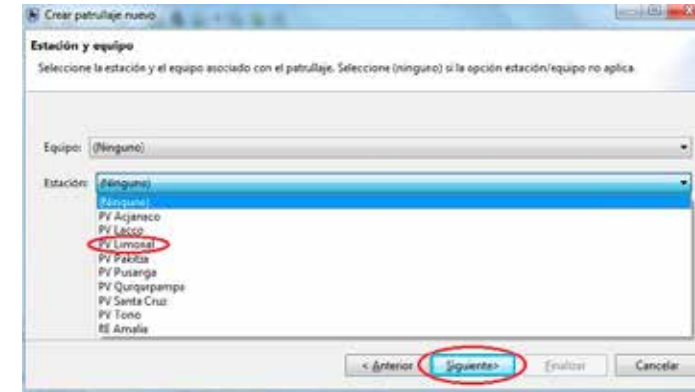 Crear patrullaje nuevo
Estación y equipo
Seleccione la estación y el equipo asociado con el patrullaje. Seleccione (ninguno) si la opción estación/equipo no aplica.
Equipo: (Ninguno)
Estación: (Ninguno)
(Ninguno)
PV Acjanaco
PV Lacco
PV Limonal
PV Pakitza
PV Pusanga
PV Qurqurpampa
PV Santa Cruz
PV Tono
RE Amalia
< Anterior Siguiente> Finalizar Cancelar